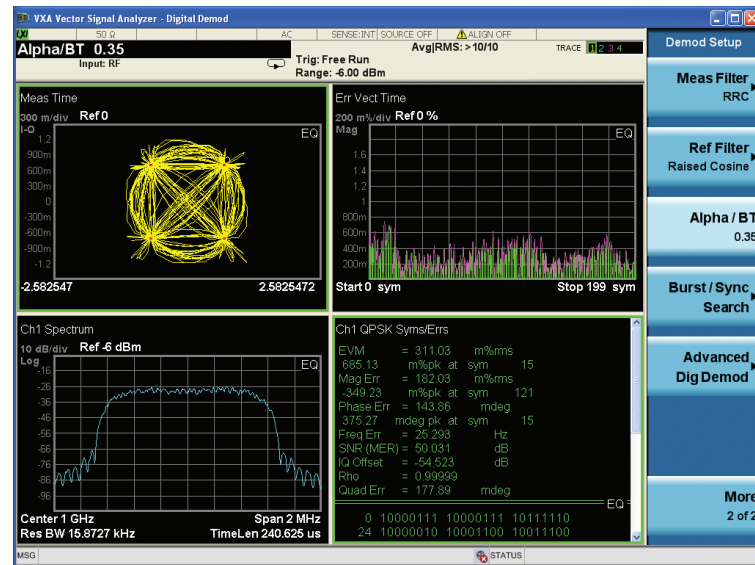 VXA Vector Signal Analyzer - Digital Demod
LXI 50 Ω AC SENSE:INT SOURCE OFF ALIGN OFF
Alpha/BT 0.35
Input: RF
Trig: Free Run
Range: -6.00 dBm
Avg|RMS: >10/10
TRACE 1 2 3 4
Meas Time
300 m/div Ref 0
I-Q
EQ
1.2
900m
600m
300m
0
-300m
-600m
-900m
-1.2
-2.582547 2.5825472
Err Vect Time
200 m%/div Ref 0 %
Mag
EQ
1.6
1.4
1.2
1
800m
600m
400m
200m
Start 0 sym Stop 199 sym
Ch1 Spectrum
10 dB/div Ref -6 dBm
Log
EQ
-16
-26
-36
-46
-56
-66
-76
-86
-96
Center 1 GHz Span 2 MHz
Res BW 15.8727 kHz TimeLen 240.625 us
Ch1 QPSK Syms/Errs
EVM = 311.03 m%rms
685.13 m%pk at sym 15
Mag Err = 182.03 m%rms
-349.23 m%pk at sym 121
Phase Err = 143.86 mdeg
375.27 mdeg pk at sym 15
Freq Err = 25.293 Hz
SNR (MER) = 50.031 dB
IQ Offset = -54.523 dB
Rho = 0.99999
Quad Err = 177.89 mdeg
EQ
0 10000111 10000111 10111110
24 10000010 10001100 10011100
Demod Setup
Meas Filter
RRC
Ref Filter
Raised Cosine
Alpha / BT
0.35
Burst / Sync
Search
Advanced
Dig Demod
More
2 of 2
MSG STATUS